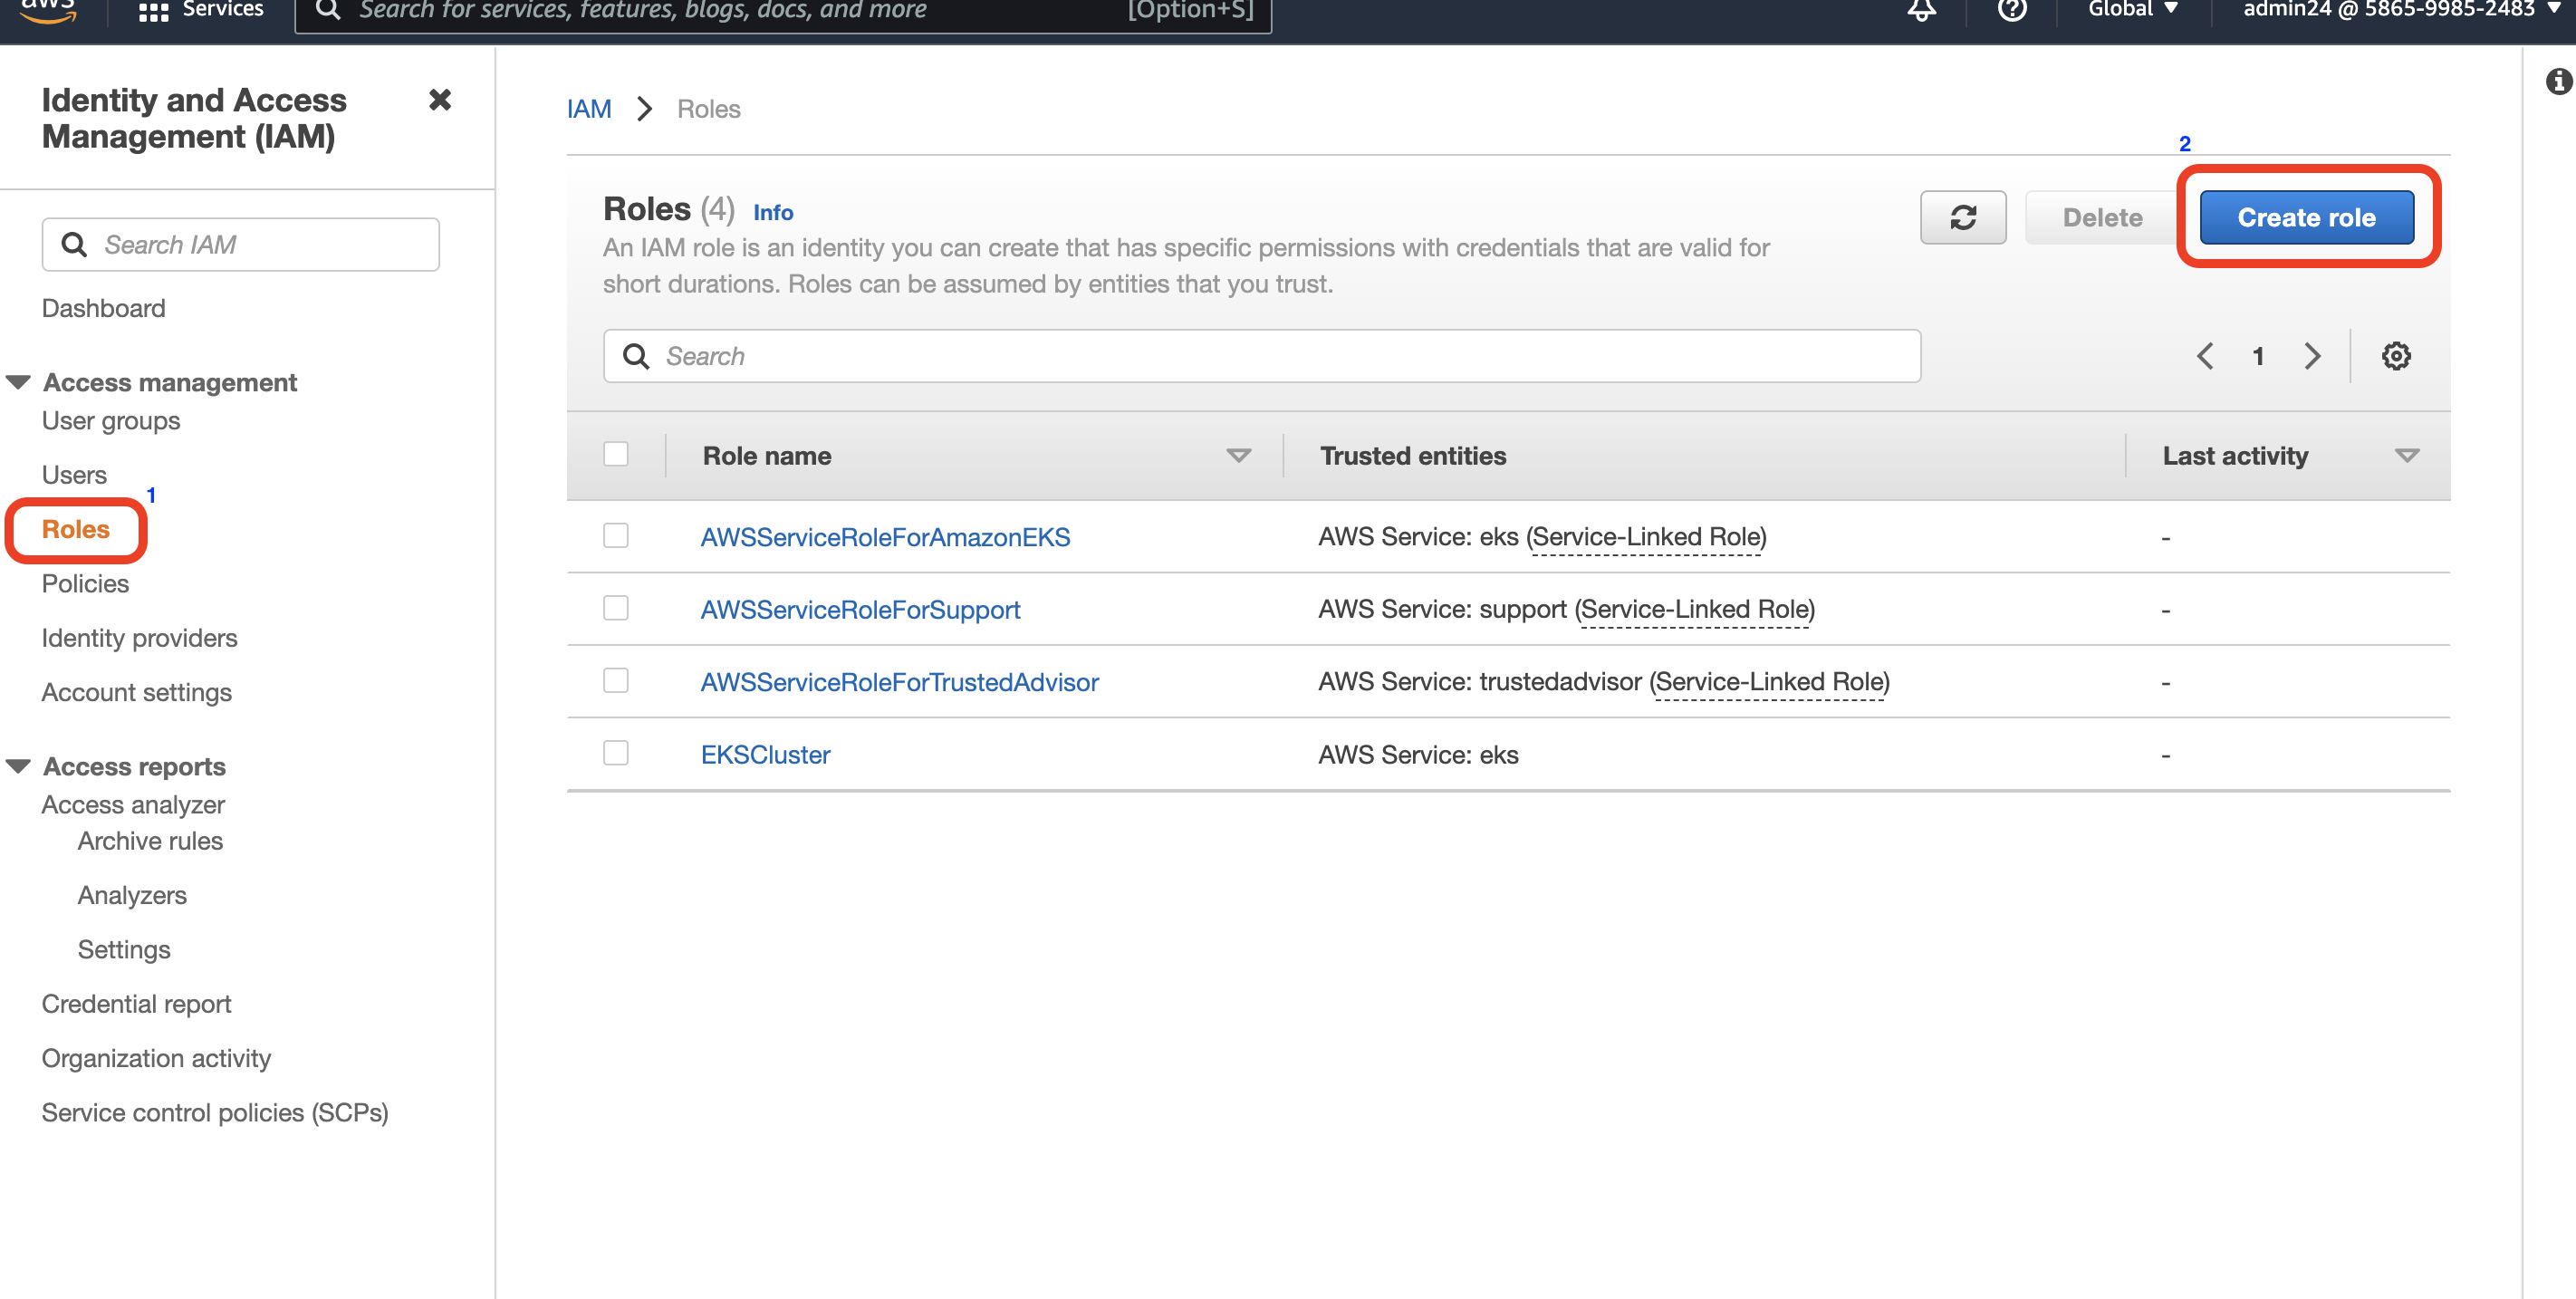 aws
Services
Search for services, features, blogs, docs, and more
[Option+S]
Global
admin24 @ 5865-9985-2483
Identity and Access
Management (IAM)
Search IAM
Dashboard
Access management
User groups
Users
1
Roles
Policies
Identity providers
Account settings
Access reports
Access analyzer
Archive rules
Analyzers
Settings
Credential report
Organization activity
Service control policies (SCPs)
IAM > Roles
2
Roles (4) Info
Delete
Create role
An IAM role is an identity you can create that has specific permissions with credentials that are valid for
short durations. Roles can be assumed by entities that you trust.
Search
1
Role name Trusted entities Last activity
AWSServiceRoleForAmazonEKS AWS Service: eks (Service-Linked Role) -
AWSServiceRoleForSupport AWS Service: support (Service-Linked Role) -
AWSServiceRoleForTrustedAdvisor AWS Service: trustedadvisor (Service-Linked Role) -
EKSCluster AWS Service: eks -